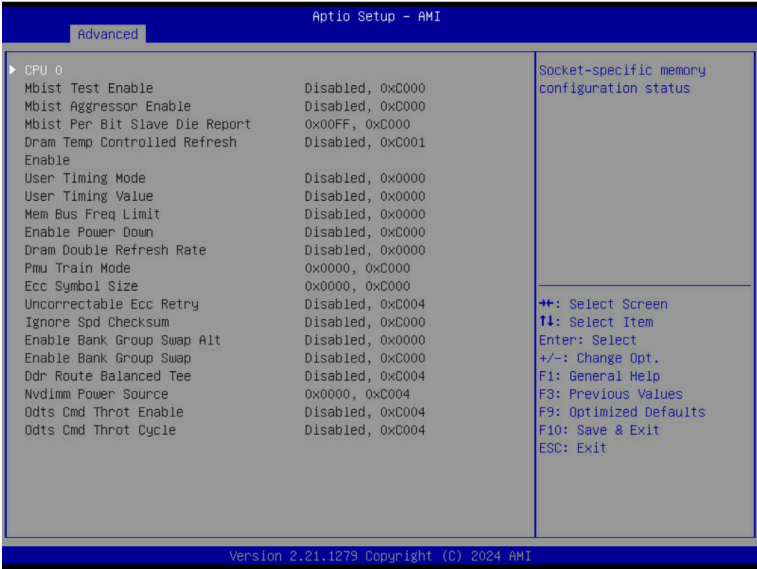 Aptio Setup – AMI
Advanced
CPU 0
Mbist Test Enable Disabled, 0xC000
Mbist Aggressor Enable Disabled, 0xC000
Mbist Per Bit Slave Die Report 0x00FF, 0xC000
Dram Temp Controlled Refresh Disabled, 0xC001
Enable
User Timing Mode Disabled, 0x0000
User Timing Value Disabled, 0x0000
Mem Bus Freq Limit Disabled, 0x0000
Enable Power Down Disabled, 0x0000
Dram Double Refresh Rate Disabled, 0x0000
Pmu Train Mode 0x0000, 0xC000
Ecc Symbol Size 0x0000, 0xC000
Uncorrectable Ecc Retry Disabled, 0xC004
Ignore Spd Checksum Disabled, 0xC000
Enable Bank Group Swap Alt Disabled, 0x0000
Enable Bank Group Swap Disabled, 0xC000
Ddr Route Balanced Tee Disabled, 0xC004
Nvdimm Power Source 0x0000, 0xC004
Odts Cmd Throt Enable Disabled, 0xC004
Odts Cmd Throt Cycle Disabled, 0xC004
Socket-specific memory
configuration status
→←: Select Screen
↑↓: Select Item
Enter: Select
+/-: Change Opt.
F1: General Help
F3: Previous Values
F9: Optimized Defaults
F10: Save & Exit
ESC: Exit
Version 2.21.1279 Copyright (C) 2024 AMI